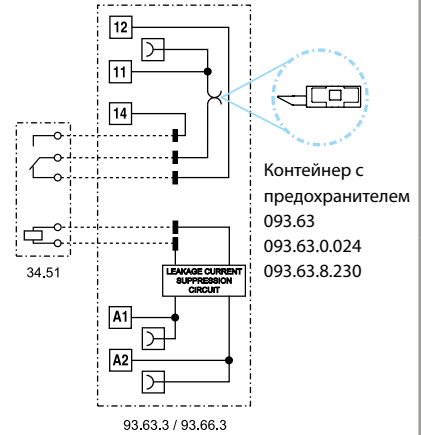 12
11
14
34.51
LEAKAGE CURRENT
SUPPRESSION
CIRCUIT
A1
A2
93.63.3 / 93.66.3
Контейнер с
предохранителем
093.63
093.63.0.024
093.63.8.230